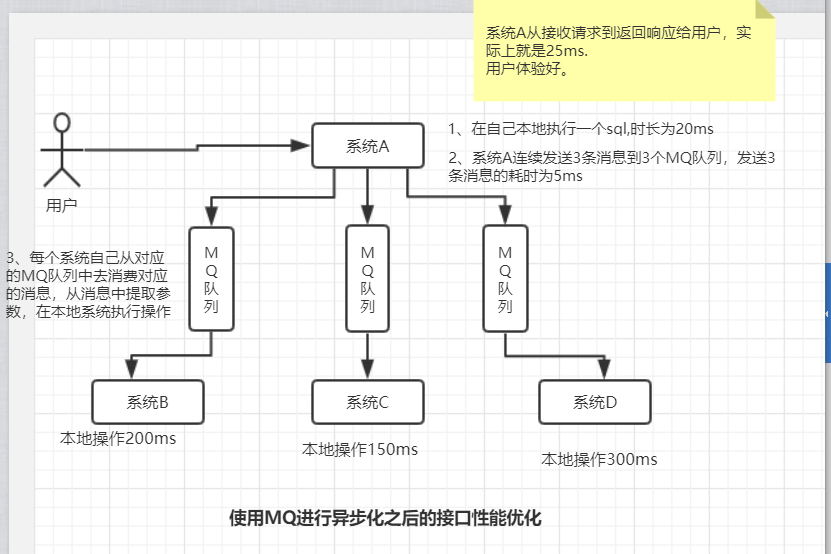 系统A从接收请求到返回响应给用户，实
际上就是25ms.
用户体验好。
1、在自己本地执行一个sql,时长为20ms
系统A
2、系统A连续发送3条消息到3个MQ队列，发送3
条消息的耗时为5ms
用户
3、每个系统自己从对应
的MQ队列中去消费对应
的消息，从消息中提取参
数，在本地系统执行操作
M
Q
队
列
M
Q
队
列
M
Q
队
列
系统B
系统C
系统D
本地操作200ms
本地操作150ms
本地操作300ms
使用MQ进行异步化之后的接口性能优化